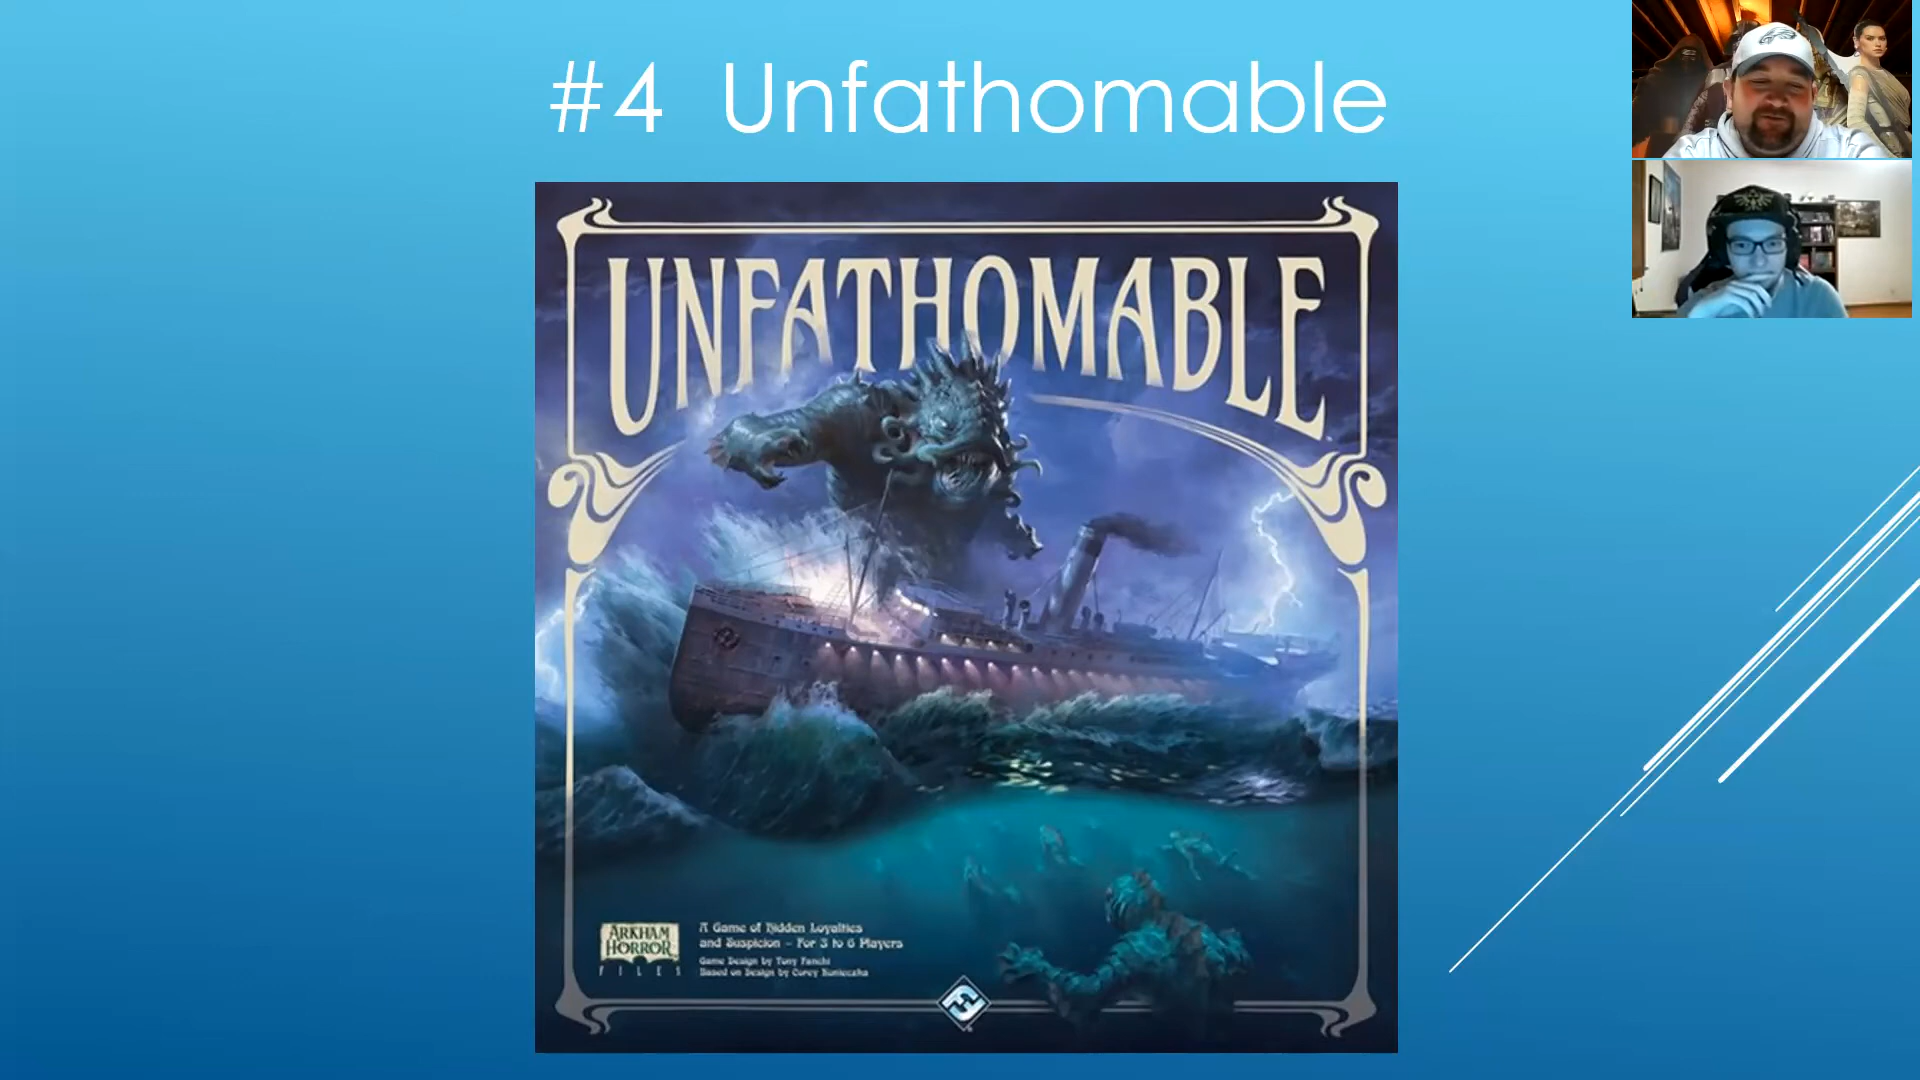 #4 Unfathomable
UNFATHOMABLE
ARKHAM
HORROR
FILES
A Game of Hidden Loyalties
and Suspicion – For 3 to 6 Players
Game Design by Tony Fanchi
Based on Design by Corey Konieczka